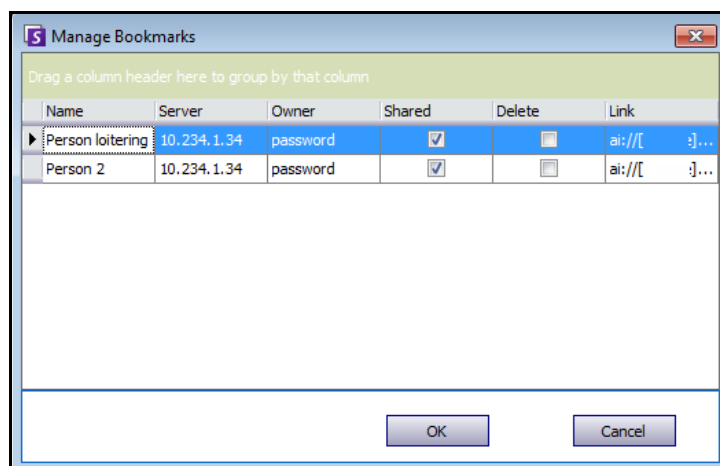 S Manage Bookmarks
Drag a column header here to group by that column
Name Server Owner Shared Delete Link
Person loitering 10.234.1.34 password ai://[ ]...
Person 2 10.234.1.34 password ai://[ ]...
OK Cancel